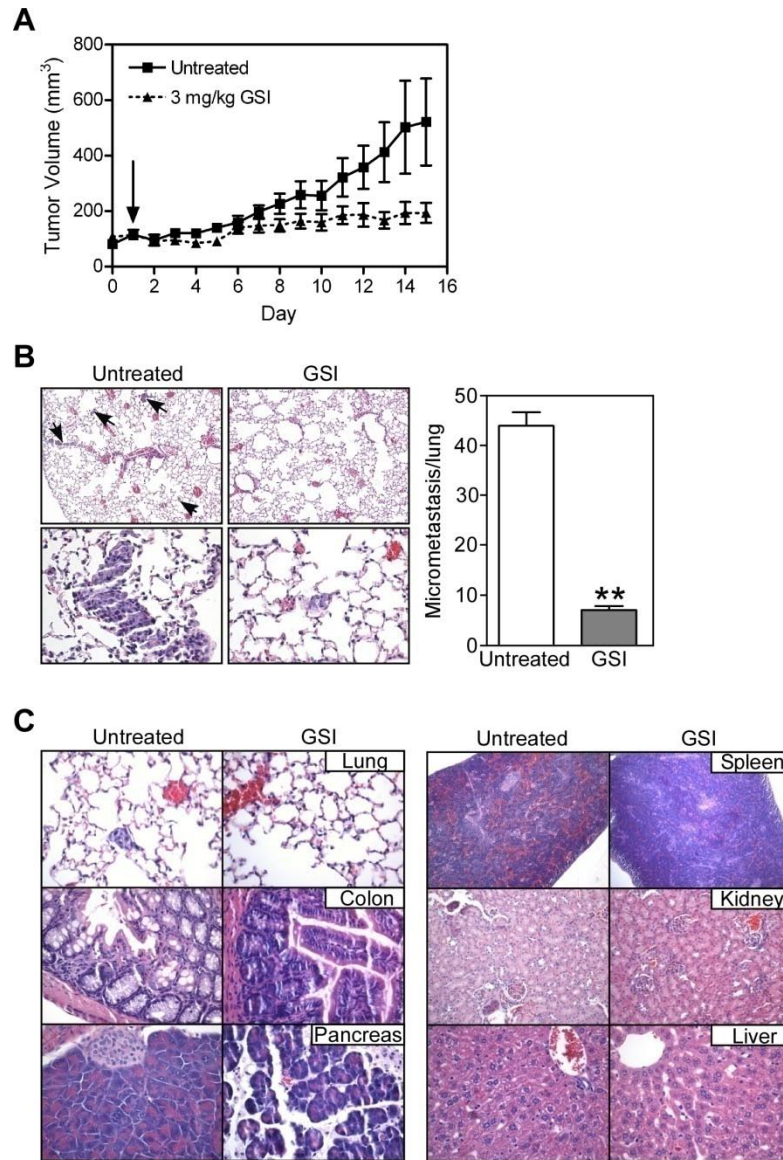 A
800
600
400
200
0
Tumor Volume (mm³)
Untreated
3 mg/kg GSI
0 2 4 6 8 10 12 14 16
Day
B
Untreated GSI
50
40
30
20
10
0
Micrometastasis/lung
**
Untreated GSI
C
Untreated GSI
Lung
Colon
Pancreas
Untreated GSI
Spleen
Kidney
Liver